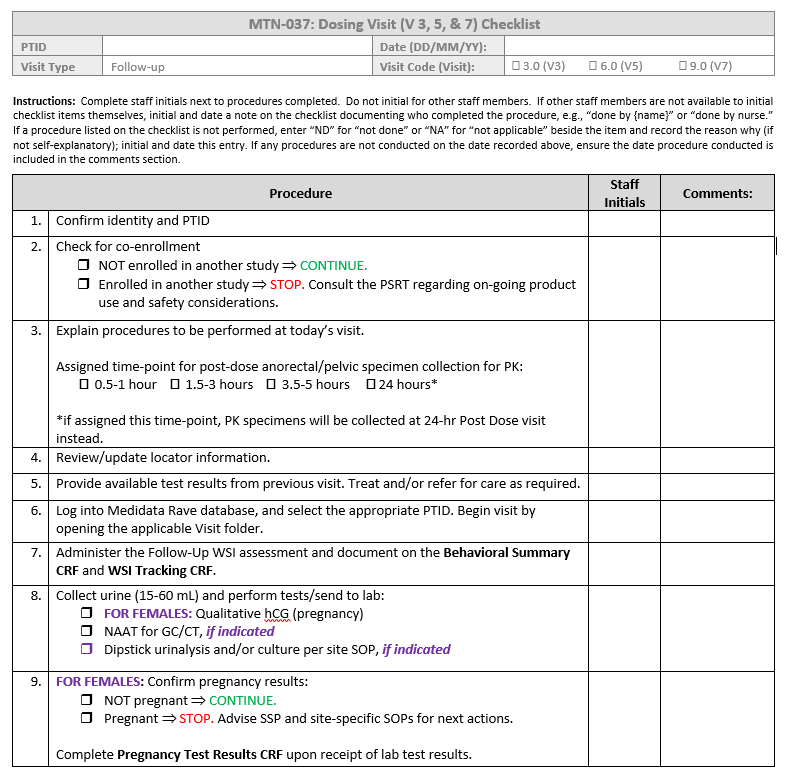 MTN-037: Dosing Visit (V 3, 5, & 7) Checklist
PTID Date (DD/MM/YY):
Visit Type Follow-up Visit Code (Visit): ☐ 3.0 (V3) ☐ 6.0 (V5) ☐ 9.0 (V7)
Instructions: Complete staff initials next to procedures completed. Do not initial for other staff members. If other staff members are not available to initial
checklist items themselves, initial and date a note on the checklist documenting who completed the procedure, e.g., “done by {name}” or “done by nurse.”
If a procedure listed on the checklist is not performed, enter “ND” for “not done” or “NA” for “not applicable” beside the item and record the reason why (if
not self-explanatory); initial and date this entry. If any procedures are not conducted on the date recorded above, ensure the date procedure conducted is
included in the comments section.
Procedure Staff Initials Comments:
1. Confirm identity and PTID
2. Check for co-enrollment
☐ NOT enrolled in another study ⇒ CONTINUE.
☐ Enrolled in another study ⇒ STOP. Consult the PSRT regarding on-going product
use and safety considerations.
3. Explain procedures to be performed at today’s visit.
Assigned time-point for post-dose anorectal/pelvic specimen collection for PK:
☐ 0.5-1 hour ☐ 1.5-3 hours ☐ 3.5-5 hours ☐ 24 hours*
*if assigned this time-point, PK specimens will be collected at 24-hr Post Dose visit
instead.
4. Review/update locator information.
5. Provide available test results from previous visit. Treat and/or refer for care as required.
6. Log into Medidata Rave database, and select the appropriate PTID. Begin visit by
opening the applicable Visit folder.
7. Administer the Follow-Up WSI assessment and document on the Behavioral Summary
CRF and WSI Tracking CRF.
8. Collect urine (15-60 mL) and perform tests/send to lab:
☐ FOR FEMALES: Qualitative hCG (pregnancy)
☐ NAAT for GC/CT, if indicated
☐ Dipstick urinalysis and/or culture per site SOP, if indicated
9. FOR FEMALES: Confirm pregnancy results:
☐ NOT pregnant ⇒ CONTINUE.
☐ Pregnant ⇒ STOP. Advise SSP and site-specific SOPs for next actions.
Complete Pregnancy Test Results CRF upon receipt of lab test results.